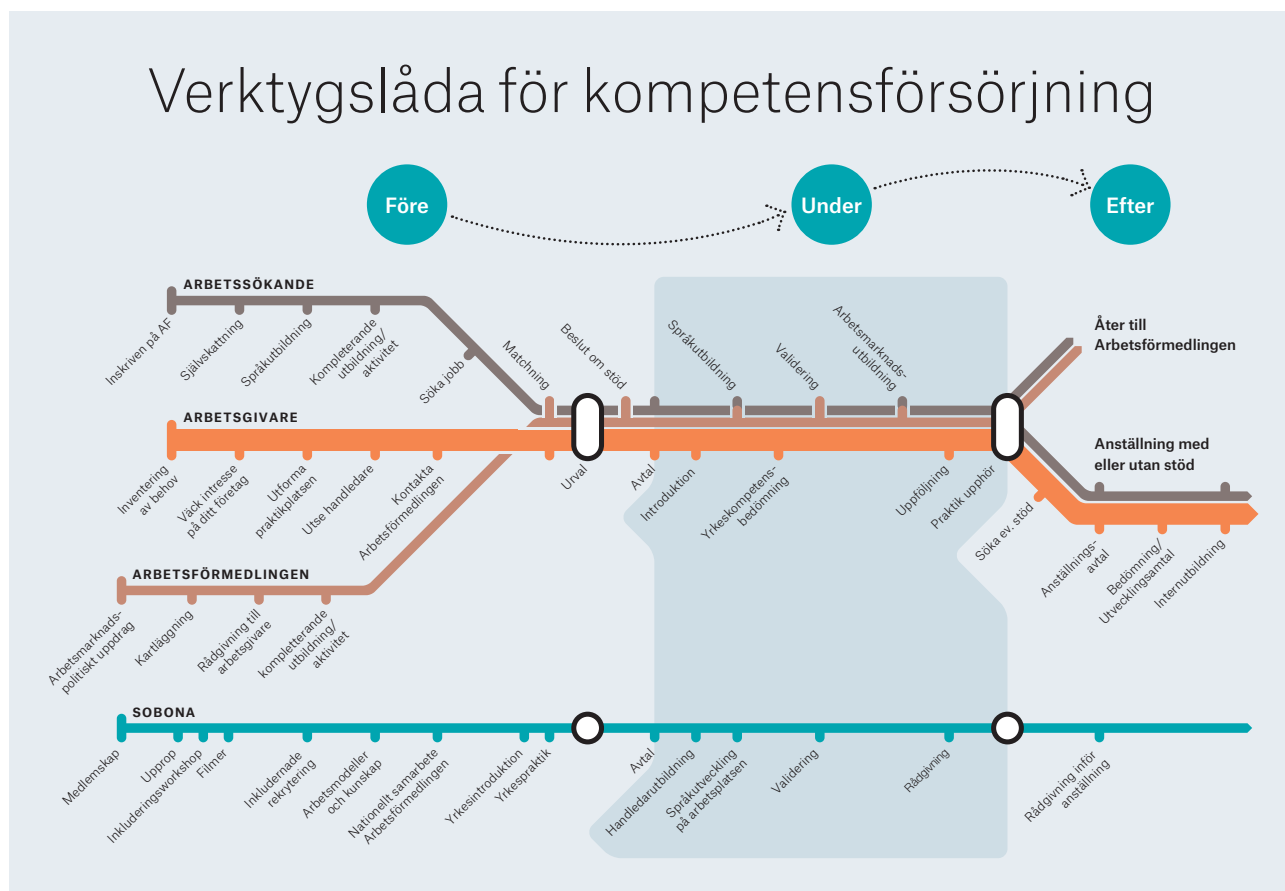 Verktygslåda för kompetensförsörjning
Före
Under
Efter
ARBETSSÖKANDE
Inskriven på AF
Självskattning
Språkutbildning
Kompleterande
utbildning/
aktivitet
Söka jobb
Matchning
Beslut om stöd
Språkutbildning
Validering
Arbetsmarknads-
utbildning
Åter till
Arbetsförmedlingen
ARBETSGIVARE
Inventering
av behov
Väck intresse
på ditt företag
Utforma
praktikplatsen
Utse handledare
Kontakta
Arbetsförmedlingen
Urval
Avtal
Introduktion
Yrkeskompetens-
bedömning
Uppföljning
Praktik upphör
Anställning med
eller utan stöd
Söka ev. stöd
Anställnings-
avtal
Bedömning/
Utvecklingsamtal
Internutbildning
ARBETSFÖRMEDLINGEN
Arbetsmarknads-
politiskt uppdrag
Kartläggning
Rådgivning till
arbetsgivare
kompletterande
utbildning/
aktivitet
SOBONA
Medlemskap
Upprop
Inkluderingsworkshop
Filmer
Inkludernade
rekrytering
Arbetsmodeller
och kunskap
Nationellt samarbete
Arbetsförmedlingen
Yrkesintroduktion
Yrkespraktik
Avtal
Handledarutbildning
Språkutveckling
på arbetsplatsen
Validering
Rådgivning
Rådgivning inför
anställning